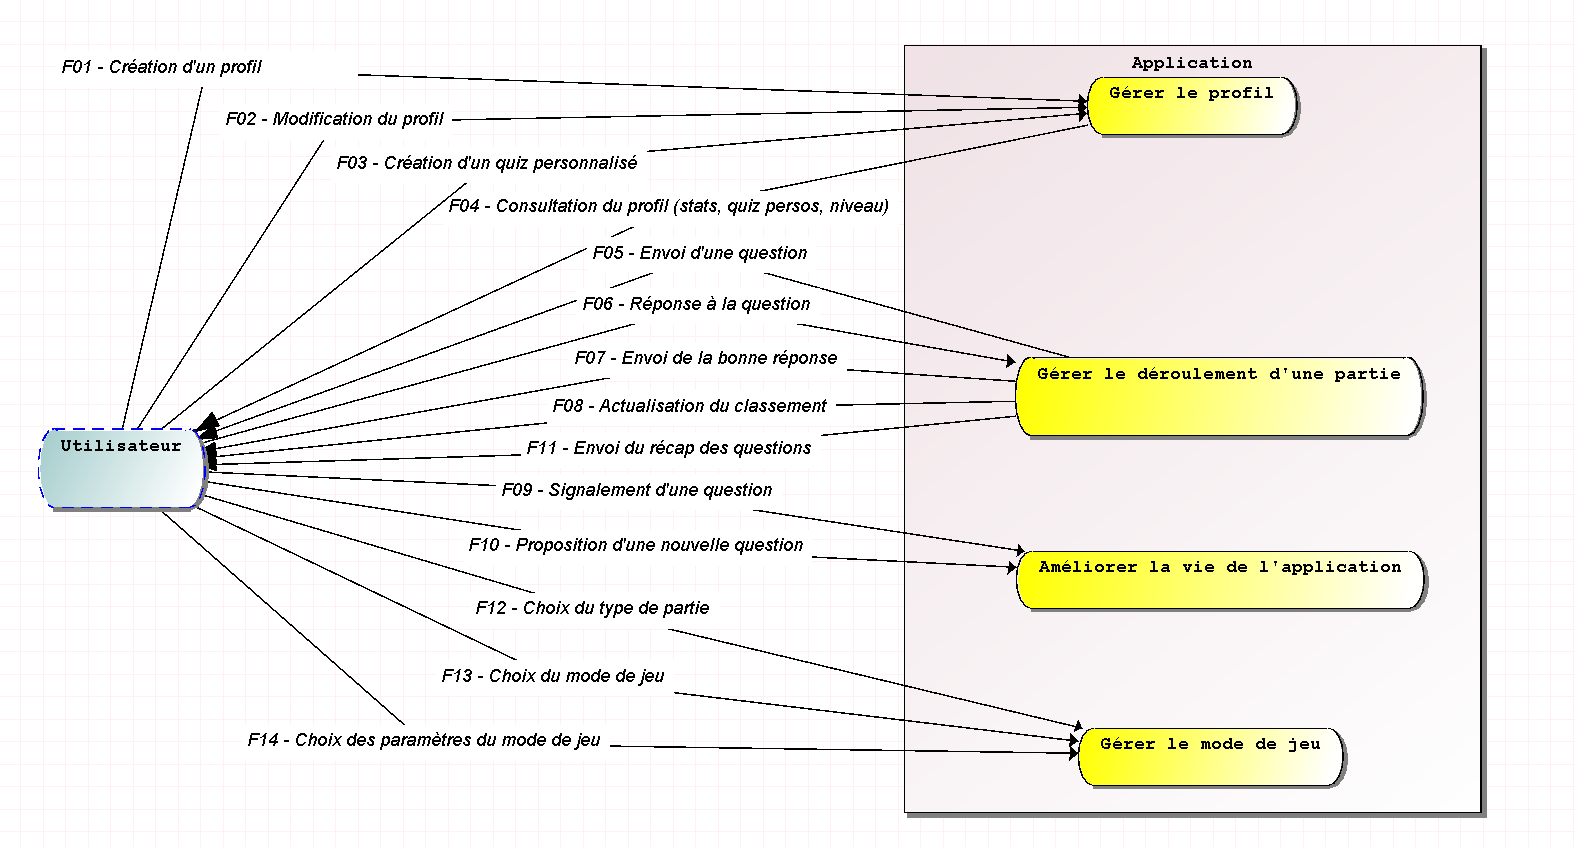 Application
F01 - Création d'un profil
Gérer le profil
F02 - Modification du profil
F03 - Création d'un quiz personnalisé
F04 - Consultation du profil (stats, quiz persos, niveau)
F05 - Envoi d'une question
F06 - Réponse à la question
F07 - Envoi de la bonne réponse
Gérer le déroulement d'une partie
F08 - Actualisation du classement
Utilisateur
F11 - Envoi du récap des questions
F09 - Signalement d'une question
F10 - Proposition d'une nouvelle question
Améliorer la vie de l'application
F12 - Choix du type de partie
F13 - Choix du mode de jeu
F14 - Choix des paramètres du mode de jeu
Gérer le mode de jeu